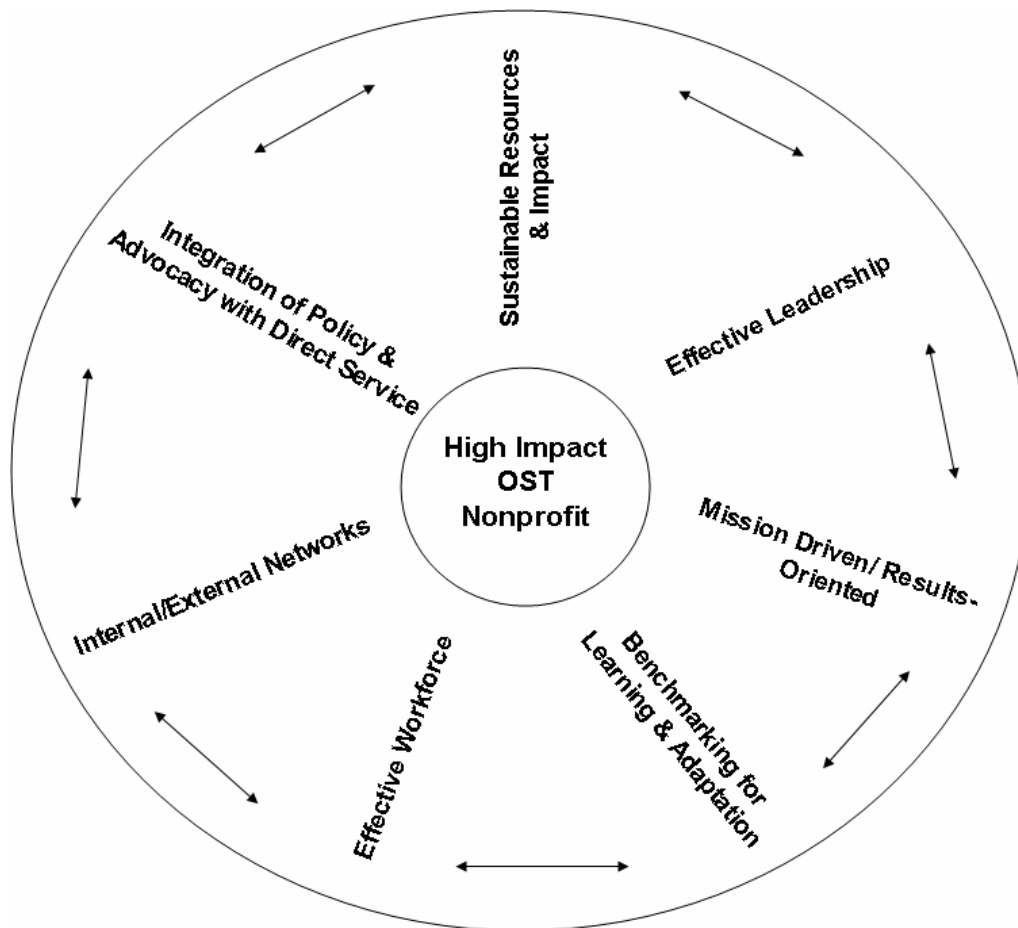 Sustainable Resources
& Impact
Effective Leadership
Mission Driven/ Results-
Oriented
Benchmarking for
Learning & Adaptation
Effective Workforce
Internal/External Networks
Integration of Policy &
Advocacy with Direct Service
High Impact
OST
Nonprofit